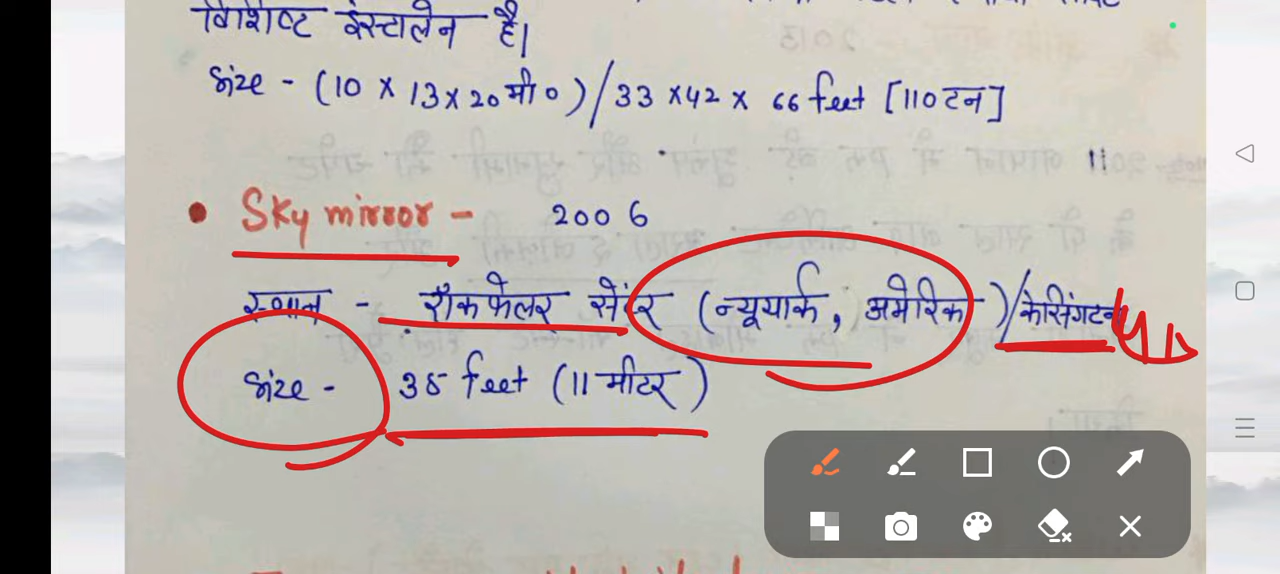 विशिष्ट इंस्टालेन है।
Size - (10 × 13 × 20 मी०) / 33 × 42 × 66 feet [110 टन]
• Sky mirror - 2006
स्थान - रॉकफेलर सेंटर (न्यूयार्क, अमेरिक) / केसिंगटन
Size - 35 feet (11 मीटर)